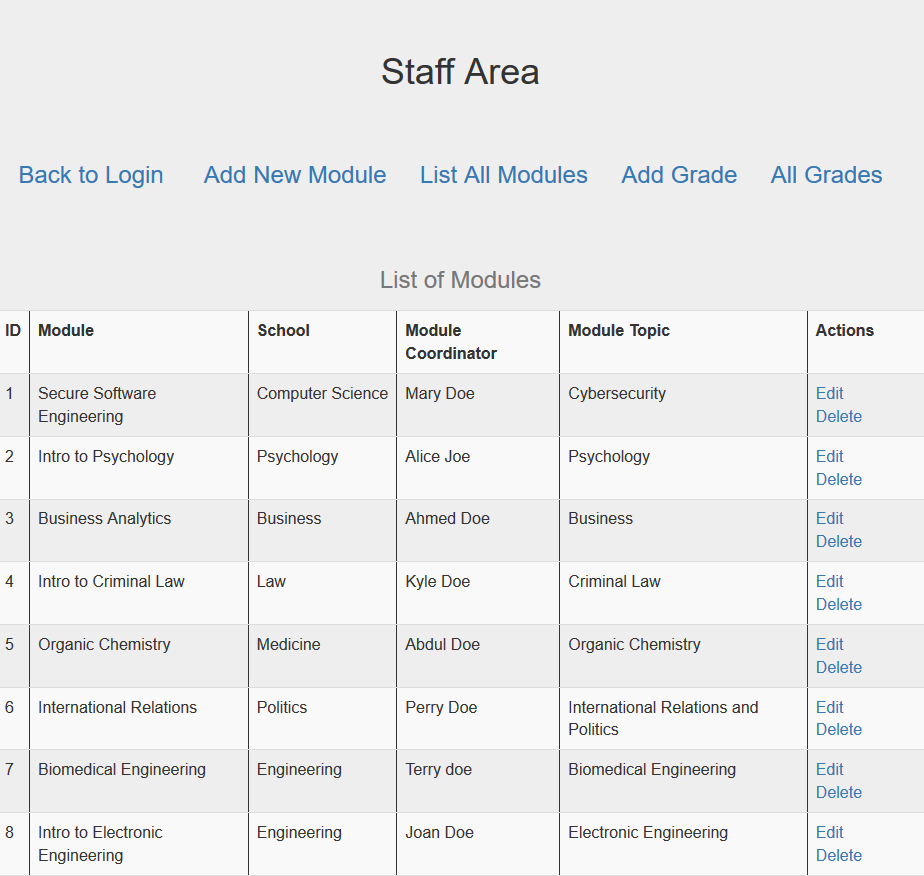 Staff Area
Back to Login Add New Module List All Modules Add Grade All Grades
List of Modules
ID Module School Module Coordinator Module Topic Actions
1 Secure Software Engineering Computer Science Mary Doe Cybersecurity Edit Delete
2 Intro to Psychology Psychology Alice Joe Psychology Edit Delete
3 Business Analytics Business Ahmed Doe Business Edit Delete
4 Intro to Criminal Law Law Kyle Doe Criminal Law Edit Delete
5 Organic Chemistry Medicine Abdul Doe Organic Chemistry Edit Delete
6 International Relations Politics Perry Doe International Relations and Politics Edit Delete
7 Biomedical Engineering Engineering Terry doe Biomedical Engineering Edit Delete
8 Intro to Electronic Engineering Engineering Joan Doe Electronic Engineering Edit Delete